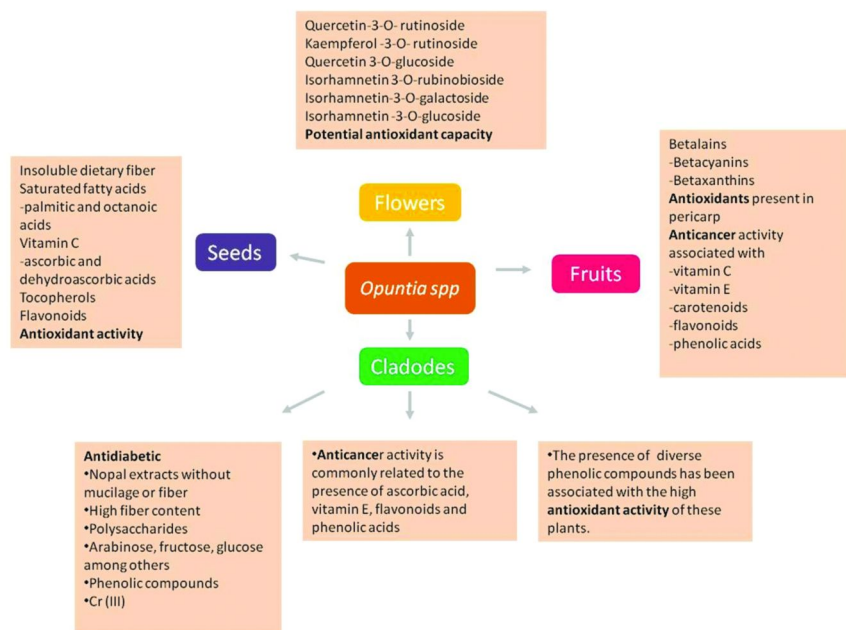 Quercetin-3-O- rutinoside
Kaempferol -3-O- rutinoside
Quercetin 3-O-glucoside
Isorhamnetin 3-O-rubinobioside
Isorhamnetin-3-O-galactoside
Isorhamnetin -3-O-glucoside
Potential antioxidant capacity
Insoluble dietary fiber
Saturated fatty acids
-palmitic and octanoic
acids
Vitamin C
-ascorbic and
dehydroascorbic acids
Tocopherols
Flavonoids
Antioxidant activity
Flowers
Seeds
Opuntia spp
Fruits
Betalains
-Betacyanins
-Betaxanthins
Antioxidants present in
pericarp
Anticancer activity
associated with
-vitamin C
-vitamin E
-carotenoids
-flavonoids
-phenolic acids
Cladodes
Antidiabetic
•Nopal extracts without
mucilage or fiber
•High fiber content
•Polysaccharides
•Arabinose, fructose, glucose
among others
•Phenolic compounds
•Cr (III)
•Anticancer activity is
commonly related to the
presence of ascorbic acid,
vitamin E, flavonoids and
phenolic acids
•The presence of  diverse
phenolic compounds has been
associated with the high
antioxidant activity of these
plants.